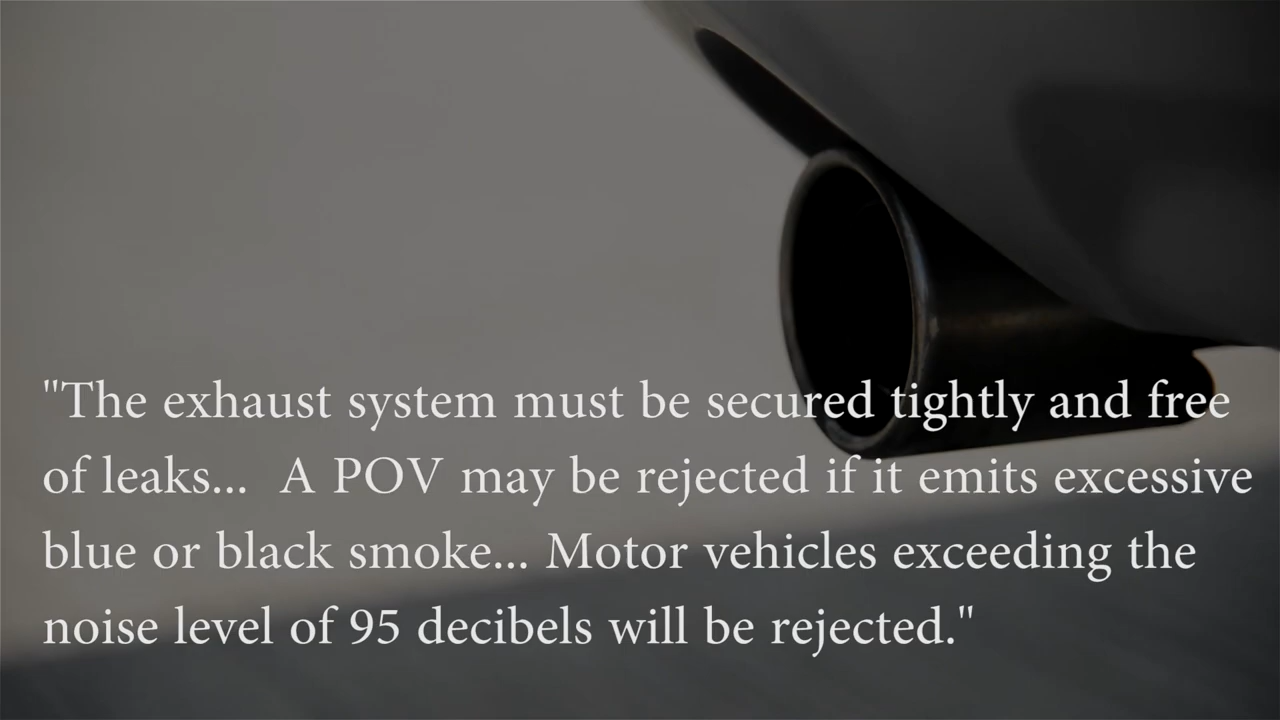 "The exhaust system must be secured tightly and free
of leaks...  A POV may be rejected if it emits excessive
blue or black smoke... Motor vehicles exceeding the
noise level of 95 decibels will be rejected."